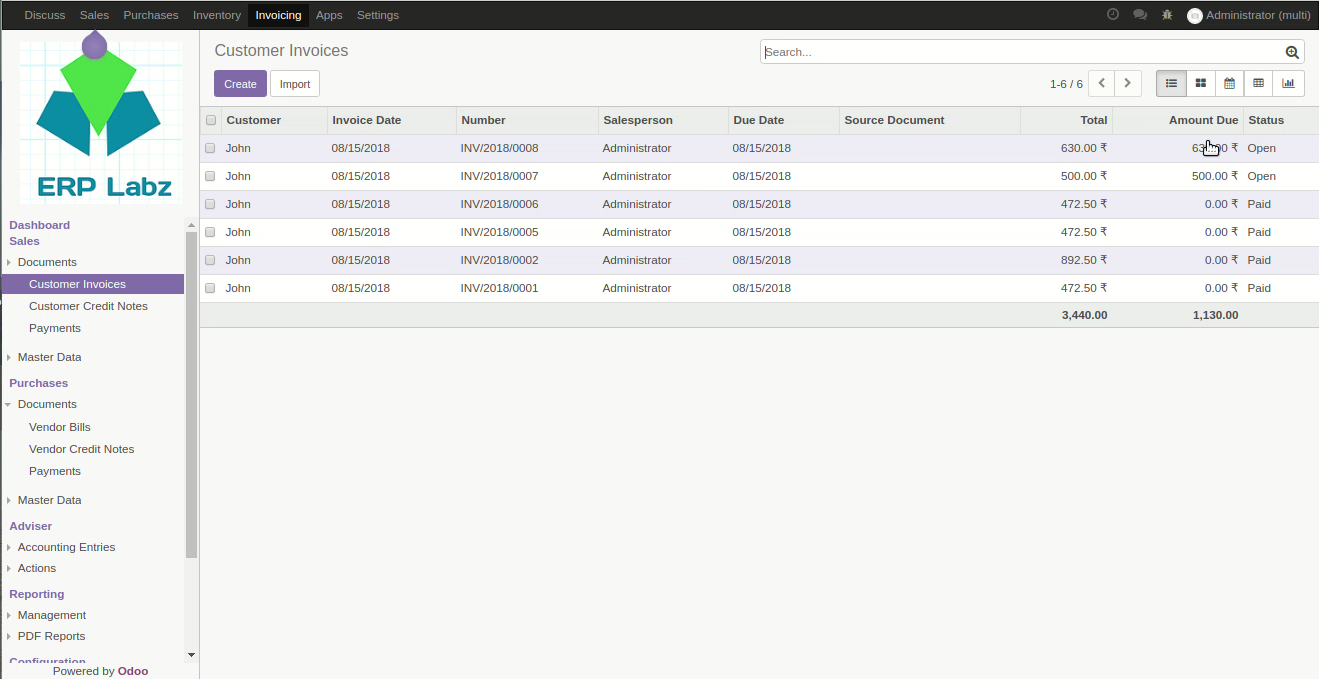 Discuss Sales Purchases Inventory Invoicing Apps Settings Administrator (multi)
ERP Labz
Dashboard
Sales
Documents
Customer Invoices
Customer Credit Notes
Payments
Master Data
Purchases
Documents
Vendor Bills
Vendor Credit Notes
Payments
Master Data
Adviser
Accounting Entries
Actions
Reporting
Management
PDF Reports
Configuration
Powered by Odoo
Customer Invoices
Search...
Create Import
1-6 / 6
Customer Invoice Date Number Salesperson Due Date Source Document Total Amount Due Status
John 08/15/2018 INV/2018/0008 Administrator 08/15/2018 630.00 ₹ ₹ Open
John 08/15/2018 INV/2018/0007 Administrator 08/15/2018 500.00 ₹ 500.00 ₹ Open
John 08/15/2018 INV/2018/0006 Administrator 08/15/2018 472.50 ₹ 0.00 ₹ Paid
John 08/15/2018 INV/2018/0005 Administrator 08/15/2018 472.50 ₹ 0.00 ₹ Paid
John 08/15/2018 INV/2018/0002 Administrator 08/15/2018 892.50 ₹ 0.00 ₹ Paid
John 08/15/2018 INV/2018/0001 Administrator 08/15/2018 472.50 ₹ 0.00 ₹ Paid
3,440.00 1,130.00